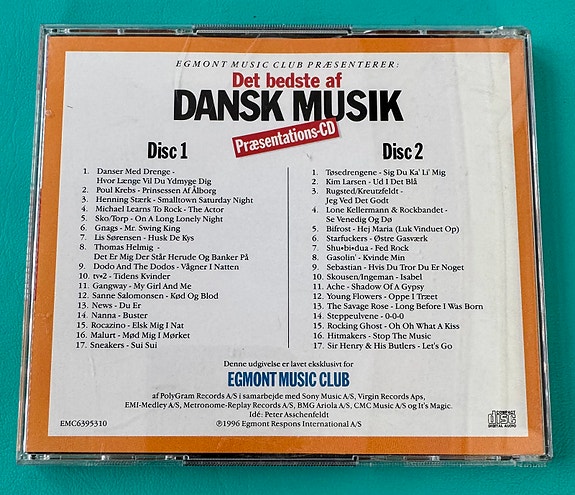 EGMONT MUSIC CLUB PRÆSENTERER:
Det bedste af
DANSK MUSIK
Præsentations-CD
Disc 1
1. Danser Med Drenge -
Hvor Længe Vil Du Ydmyge Dig
2. Poul Krebs - Prinsessen Af Ålborg
3. Henning Stærk - Smalltown Saturday Night
4. Michael Learns To Rock - The Actor
5. Sko/Torp - On A Long Lonely Night
6. Gnags - Mr. Swing King
7. Lis Sørensen - Husk De Kys
8. Thomas Helmig -
Det Er Mig Der Står Herude Og Banker På
9. Dodo And The Dodos - Vågner I Natten
10. tv•2 - Tidens Kvinder
11. Gangway - My Girl And Me
12. Sanne Salomonsen - Kød Og Blod
13. News - Du Er
14. Nanna - Buster
15. Rocazino - Elsk Mig I Nat
16. Malurt - Mød Mig I Mørket
17. Sneakers - Sui Sui
Disc 2
1. Tøsedrengene - Sig Du Ka' Li' Mig
2. Kim Larsen - Ud I Det Blå
3. Rugsted/Kreutzfeldt -
Jeg Ved Det Godt
4. Lone Kellermann & Rockbandet -
Se Venedig Og Dø
5. Bifrost - Hej Maria (Luk Vinduet Op)
6. Starfuckers - Østre Gasværk
7. Shu•bi•dua - Fed Rock
8. Gasolin' - Kvinde Min
9. Sebastian - Hvis Du Tror Du Er Noget
10. Skousen/Ingeman - Isabel
11. Ache - Shadow Of A Gypsy
12. Young Flowers - Oppe I Træet
13. The Savage Rose - Long Before I Was Born
14. Steppeulvene - 0-0-0
15. Rocking Ghost - Oh Oh What A Kiss
16. Hitmakers - Stop The Music
17. Sir Henry & His Butlers - Let's Go
Denne udgivelse er lavet eksklusivt for
EGMONT MUSIC CLUB
af PolyGram Records A/S i samarbejde med Sony Music A/S, Virgin Records Aps,
EMI-Medley A/S, Metronome-Replay Records A/S, BMG Ariola A/S, CMC Music A/S og It's Magic.
Idé: Peter Asschenfeldt
EMC6395310
℗1996 Egmont Respons International A/S
COMPACT
disc
DIGITAL AUDIO